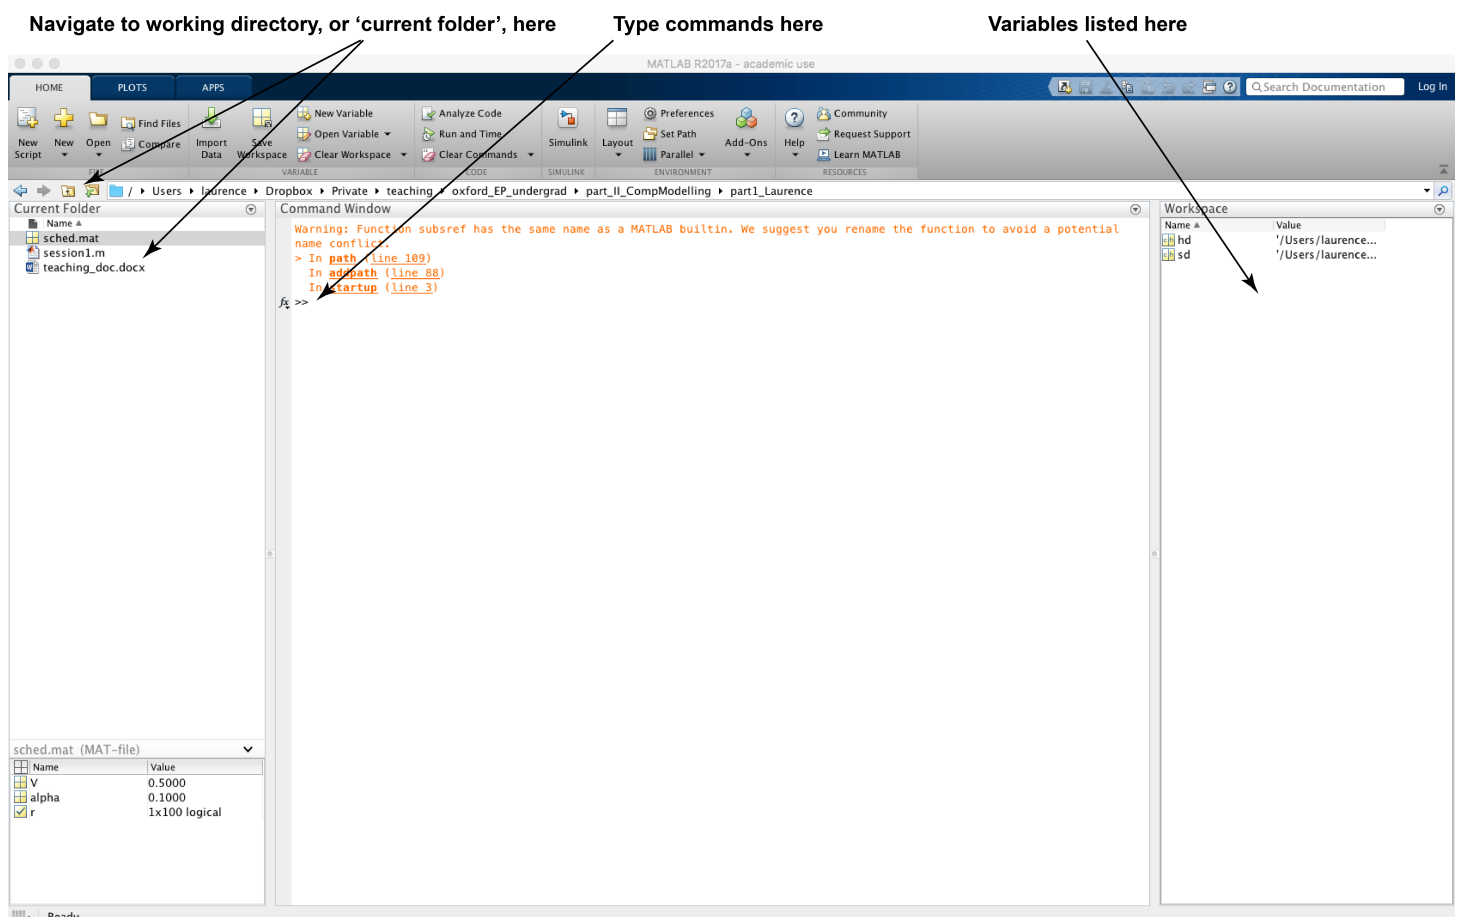 Navigate to working directory, or ‘current folder’, here Type commands here Variables listed here
MATLAB R2017a - academic use
HOME PLOTS APPS Search Documentation Log In
New Script New Open Find Files Compare Import Data Save Workspace New Variable Open Variable Clear Workspace Analyze Code Run and Time Clear Commands Simulink Layout Preferences Set Path Parallel Add-Ons Help Community Request Support Learn MATLAB
FILE VARIABLE CODE SIMULINK ENVIRONMENT RESOURCES
/ Users laurence Dropbox Private teaching oxford_EP_undergrad part_II_CompModelling part1_Laurence
Current Folder
Name
sched.mat
session1.m
teaching_doc.docx
Command Window
Warning: Function subsref has the same name as a MATLAB builtin. We suggest you rename the function to avoid a potential
name conflict.
> In path (line 109)
In addpath (line 88)
In startup (line 3)
fx >>
Workspace
Name Value
hd '/Users/laurence...
sd '/Users/laurence...
sched.mat (MAT-file)
Name Value
V 0.5000
alpha 0.1000
r 1x100 logical
Ready